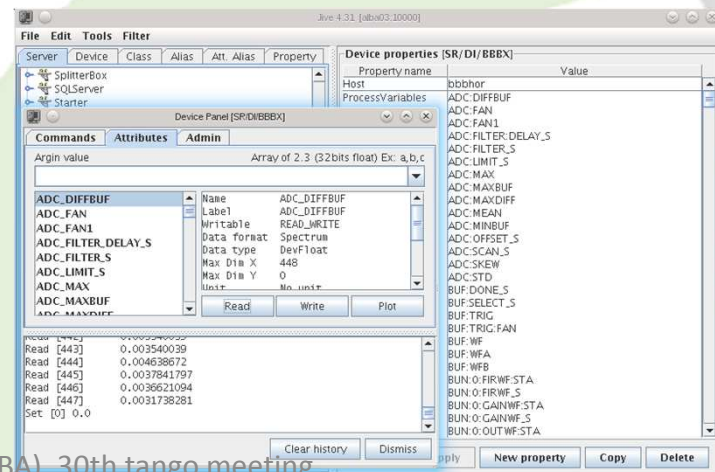 Jive 4.31 [alba03:10000]
File Edit Tools Filter
Server Device Class Alias Att. Alias Property
SplitterBox
SQLServer
Starter
Device properties [SR/DI/BBBX]
Property name Value
Host bbbhor
ProcessVariables ADC:DIFFBUF
ADC:FAN
ADC:FAN1
ADC:FILTER:DELAY_S
ADC:FILTER_S
ADC:LIMIT_S
ADC:MAX
ADC:MAXBUF
ADC:MAXDIFF
ADC:MEAN
ADC:MINBUF
ADC:OFFSET_S
ADC:SCAN_S
ADC:SKEW
ADC:STD
BUF:DONE_S
BUF:SELECT_S
BUF:TRIG
BUF:TRIG:FAN
BUF:WF
BUF:WFA
BUF:WFB
BUN:0:FIRWF:STA
BUN:0:FIRWF_S
BUN:0:GAINWF:STA
BUN:0:GAINWF_S
BUN:0:OUTWF:STA
Device Panel [SR/DI/BBBX]
Commands Attributes Admin
Argin value Array of 2.3 (32bits float) Ex: a,b,c
ADC_DIFFBUF
ADC_FAN
ADC_FAN1
ADC_FILTER_DELAY_S
ADC_FILTER_S
ADC_LIMIT_S
ADC_MAX
ADC_MAXBUF
ADC_MAXDIFF
Name ADC_DIFFBUF
Label ADC_DIFFBUF
Writable READ_WRITE
Data format Spectrum
Data type DevFloat
Max Dim X 448
Max Dim Y 0
Unit No unit
Read Write Plot
Read [442]
Read [443] 0.003540039
Read [444] 0.004638672
Read [445] 0.0037841797
Read [446] 0.0036621094
Read [447] 0.0031738281
Set [0] 0.0
Clear history Dismiss
New property Copy Delete
BA), 30th tango meeting